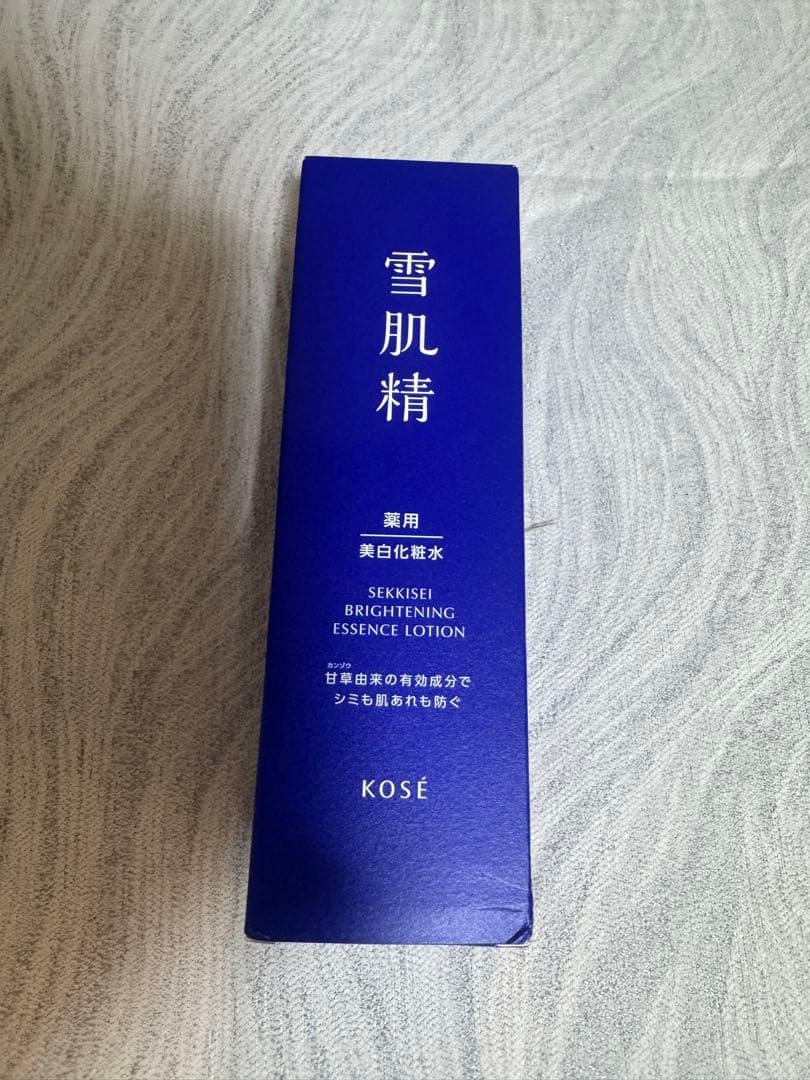 雪肌精
薬用
美白化粧水
SEKKISEI
BRIGHTENING
ESSENCE LOTION
カンゾウ
甘草由来の有効成分で
シミも肌あれも防ぐ
KOSÉ